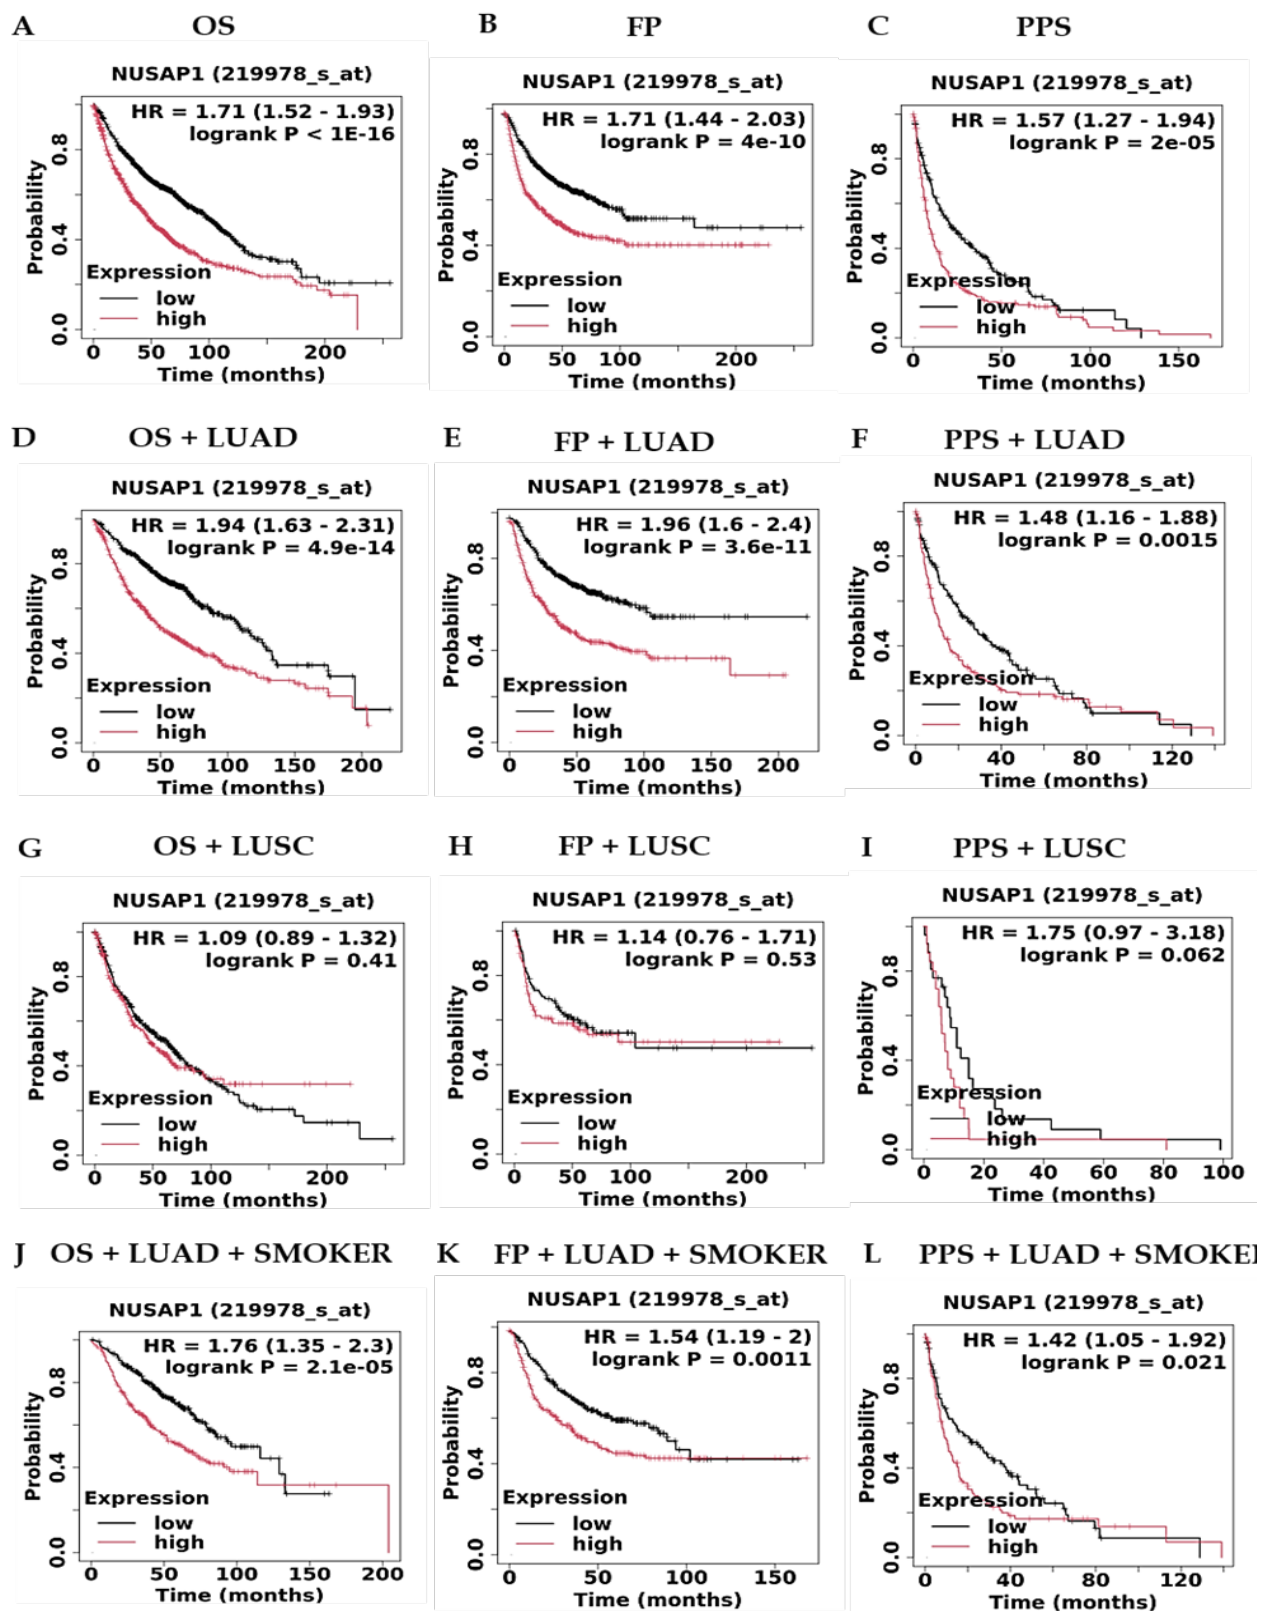 A OS
NUSAP1 (219978_s_at)
HR = 1.71 (1.52 - 1.93)
logrank P < 1E-16
Probability
0.0 0.4 0.8
Expression
low
high
0 50 100 200
Time (months)
B FP
NUSAP1 (219978_s_at)
HR = 1.71 (1.44 - 2.03)
logrank P = 4e-10
Probability
0.0 0.4 0.8
Expression
low
high
0 50 100 200
Time (months)
C PPS
NUSAP1 (219978_s_at)
HR = 1.57 (1.27 - 1.94)
logrank P = 2e-05
Probability
0.0 0.4 0.8
Expression
low
high
0 50 100 150
Time (months)
D OS + LUAD
NUSAP1 (219978_s_at)
HR = 1.94 (1.63 - 2.31)
logrank P = 4.9e-14
Probability
0.0 0.4 0.8
Expression
low
high
0 50 100 150 200
Time (months)
E FP + LUAD
NUSAP1 (219978_s_at)
HR = 1.96 (1.6 - 2.4)
logrank P = 3.6e-11
Probability
0.0 0.4 0.8
Expression
low
high
0 50 100 150 200
Time (months)
F PPS + LUAD
NUSAP1 (219978_s_at)
HR = 1.48 (1.16 - 1.88)
logrank P = 0.0015
Probability
0.0 0.4 0.8
Expression
low
high
0 40 80 120
Time (months)
G OS + LUSC
NUSAP1 (219978_s_at)
HR = 1.09 (0.89 - 1.32)
logrank P = 0.41
Probability
0.0 0.4 0.8
Expression
low
high
0 50 100 200
Time (months)
H FP + LUSC
NUSAP1 (219978_s_at)
HR = 1.14 (0.76 - 1.71)
logrank P = 0.53
Probability
0.0 0.4 0.8
Expression
low
high
0 50 100 200
Time (months)
I PPS + LUSC
NUSAP1 (219978_s_at)
HR = 1.75 (0.97 - 3.18)
logrank P = 0.062
Probability
0.0 0.4 0.8
Expression
low
high
0 20 40 60 80 100
Time (months)
J OS + LUAD + SMOKER
NUSAP1 (219978_s_at)
HR = 1.76 (1.35 - 2.3)
logrank P = 2.1e-05
Probability
0.0 0.4 0.8
Expression
low
high
0 50 100 150 200
Time (months)
K FP + LUAD + SMOKER
NUSAP1 (219978_s_at)
HR = 1.54 (1.19 - 2)
logrank P = 0.0011
Probability
0.0 0.4 0.8
Expression
low
high
0 50 100 150
Time (months)
L PPS + LUAD + SMOKE
NUSAP1 (219978_s_at)
HR = 1.42 (1.05 - 1.92)
logrank P = 0.021
Probability
0.0 0.4 0.8
Expression
low
high
0 40 80 120
Time (months)